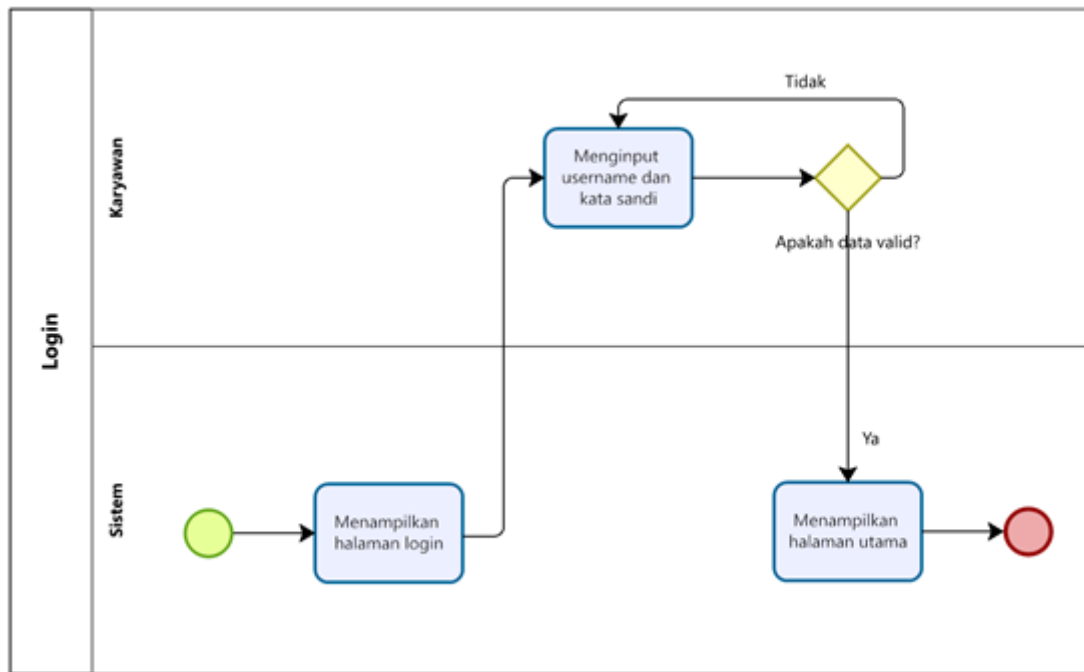 Login
Karyawan
Tidak
Menginput
username dan
kata sandi
Apakah data valid?
Sistem
Ya
Menampilkan
halaman login
Menampilkan
halaman utama